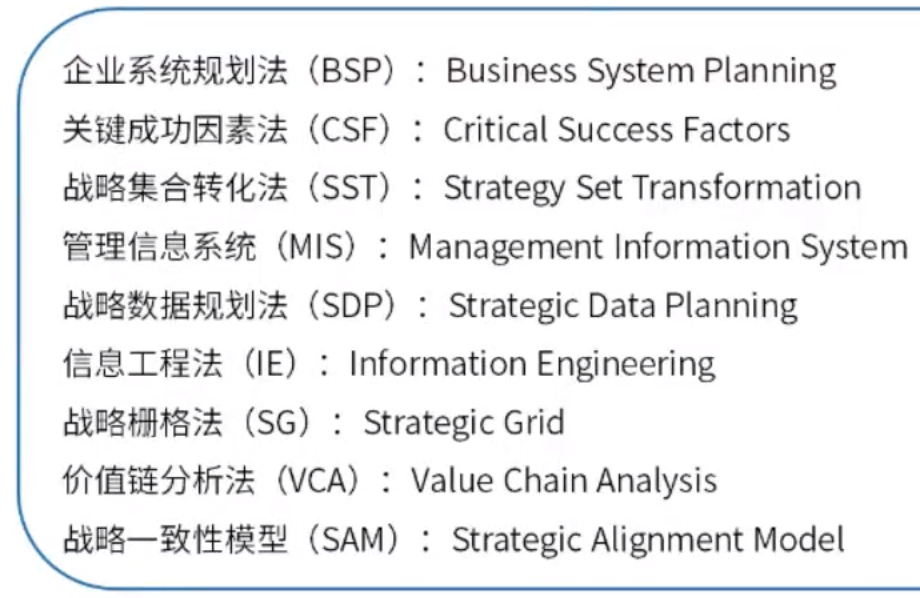 企业系统规划法（BSP）：Business System Planning
关键成功因素法（CSF）：Critical Success Factors
战略集合转化法（SST）：Strategy Set Transformation
管理信息系统（MIS）：Management Information System
战略数据规划法（SDP）：Strategic Data Planning
信息工程法（IE）：Information Engineering
战略栅格法（SG）：Strategic Grid
价值链分析法（VCA）：Value Chain Analysis
战略一致性模型（SAM）：Strategic Alignment Model